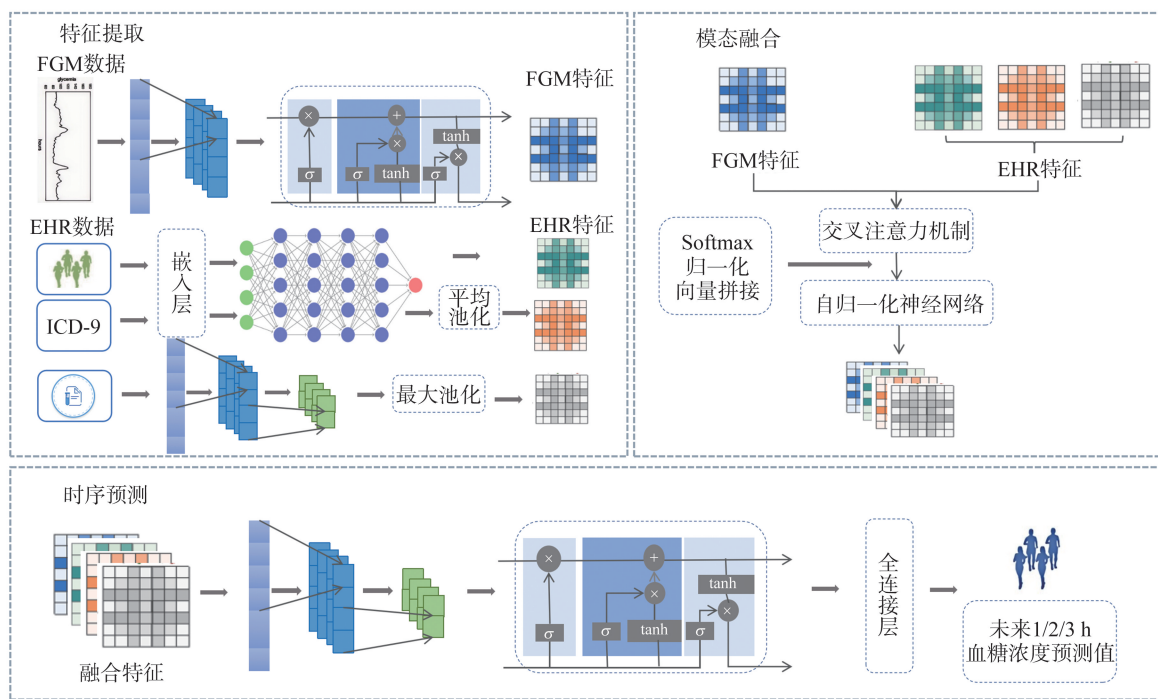 特征提取
FGM数据
glycemia
hours
×
+
tanh
×
×
σ
σ
tanh
σ
FGM特征
EHR数据
ICD-9
嵌入层
EHR特征
平均
池化
最大池化
模态融合
FGM特征
EHR特征
交叉注意力机制
Softmax
归一化
向量拼接
自归一化神经网络
时序预测
融合特征
×
+
tanh
×
×
σ
σ
tanh
σ
全连接层
未来1/2/3 h
血糖浓度预测值